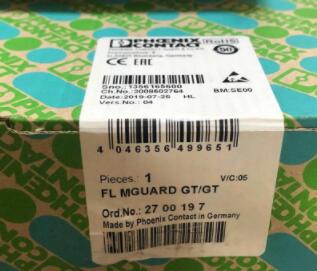 PHOENIX
CONTACT
RoHS
CE EAC
Sno.:1356165600
Ch.No.:3008602764
Date:2019-07-26 HL
BM:SE00
Vers.No.: 04
4 046356 499651
Pieces.: 1
V/C:05
FL MGUARD GT/GT
Ord.No.: 27 00 19 7
Made by Phoenix Contact in Germany